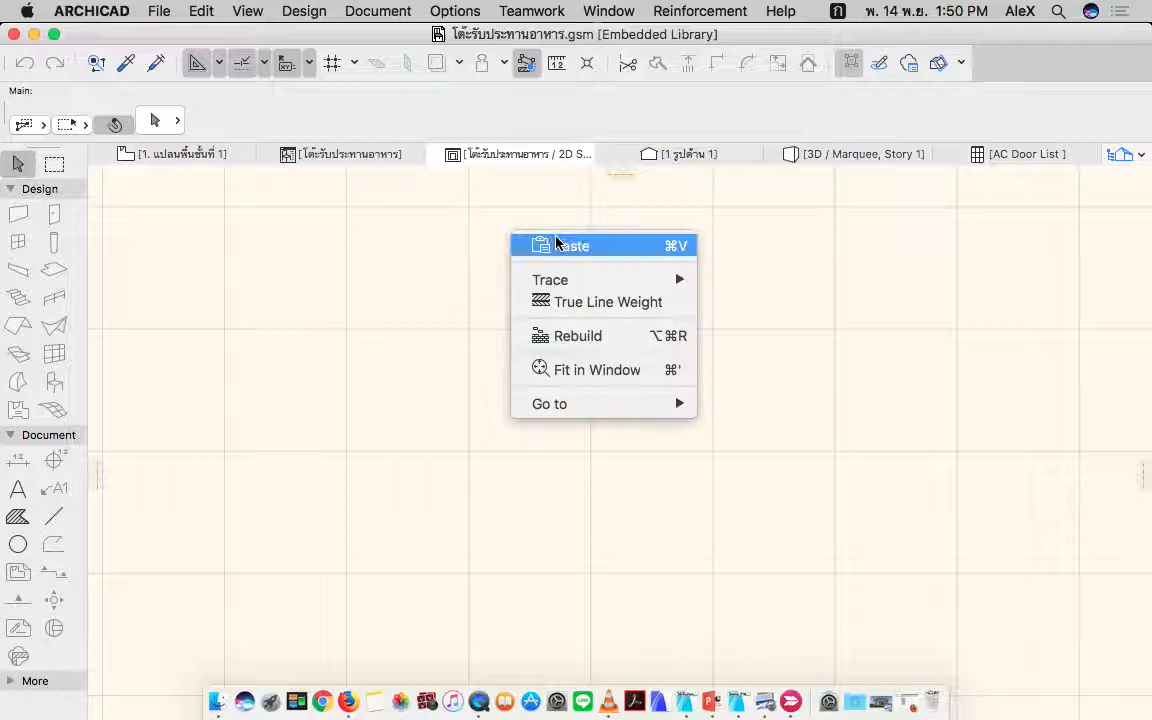 ARCHICAD File Edit View Design Document Options Teamwork Window Reinforcement Help ก พ. 14 พ.ย. 1:50 PM AleX
โต๊ะรับประทานอาหาร.gsm [Embedded Library]
Main:
[1. แปลนพื้นชั้นที่ 1] [โต๊ะรับประทานอาหาร] [โต๊ะรับประทานอาหาร / 2D S... [1 รูปด้าน 1] [3D / Marquee, Story 1] [AC Door List ]
Design
Paste ⌘V
Trace
True Line Weight
Rebuild ⌥⌘R
Fit in Window ⌘'
Go to
Document
More